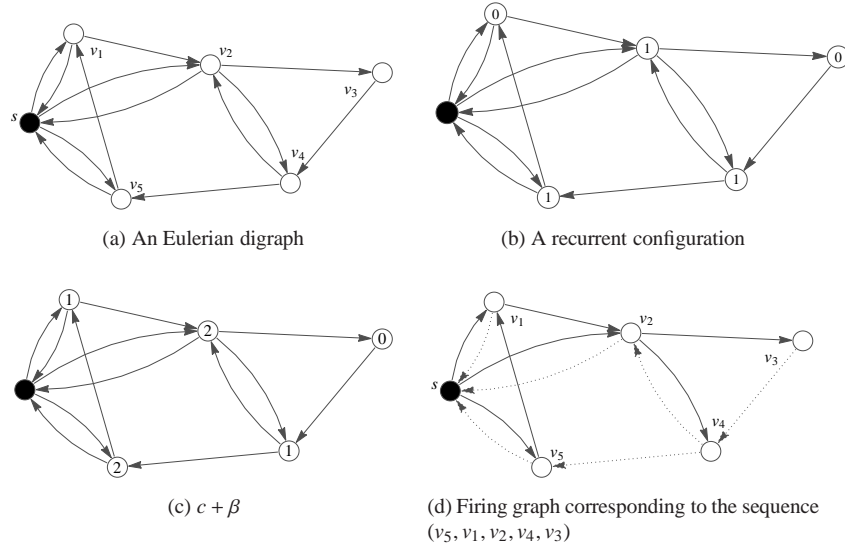 v1
v2
s
v3
v4
v5
(a) An Eulerian digraph
0
1
0
1
1
(b) A recurrent configuration
1
2
0
1
2
(c) c + β
v1
v2
v3
s
v4
v5
(d) Firing graph corresponding to the sequence
(v5, v1, v2, v4, v3)